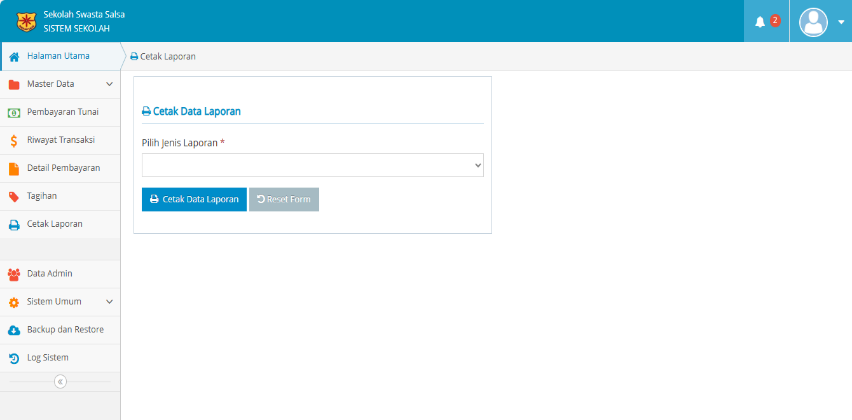 Sekolah Swasta Salsa
SISTEM SEKOLAH
2
Halaman Utama
Cetak Laporan
Master Data
Pembayaran Tunai
Riwayat Transaksi
Detail Pembayaran
Tagihan
Cetak Laporan
Data Admin
Sistem Umum
Backup dan Restore
Log Sistem
Cetak Data Laporan
Pilih Jenis Laporan *
Cetak Data Laporan
Reset Form